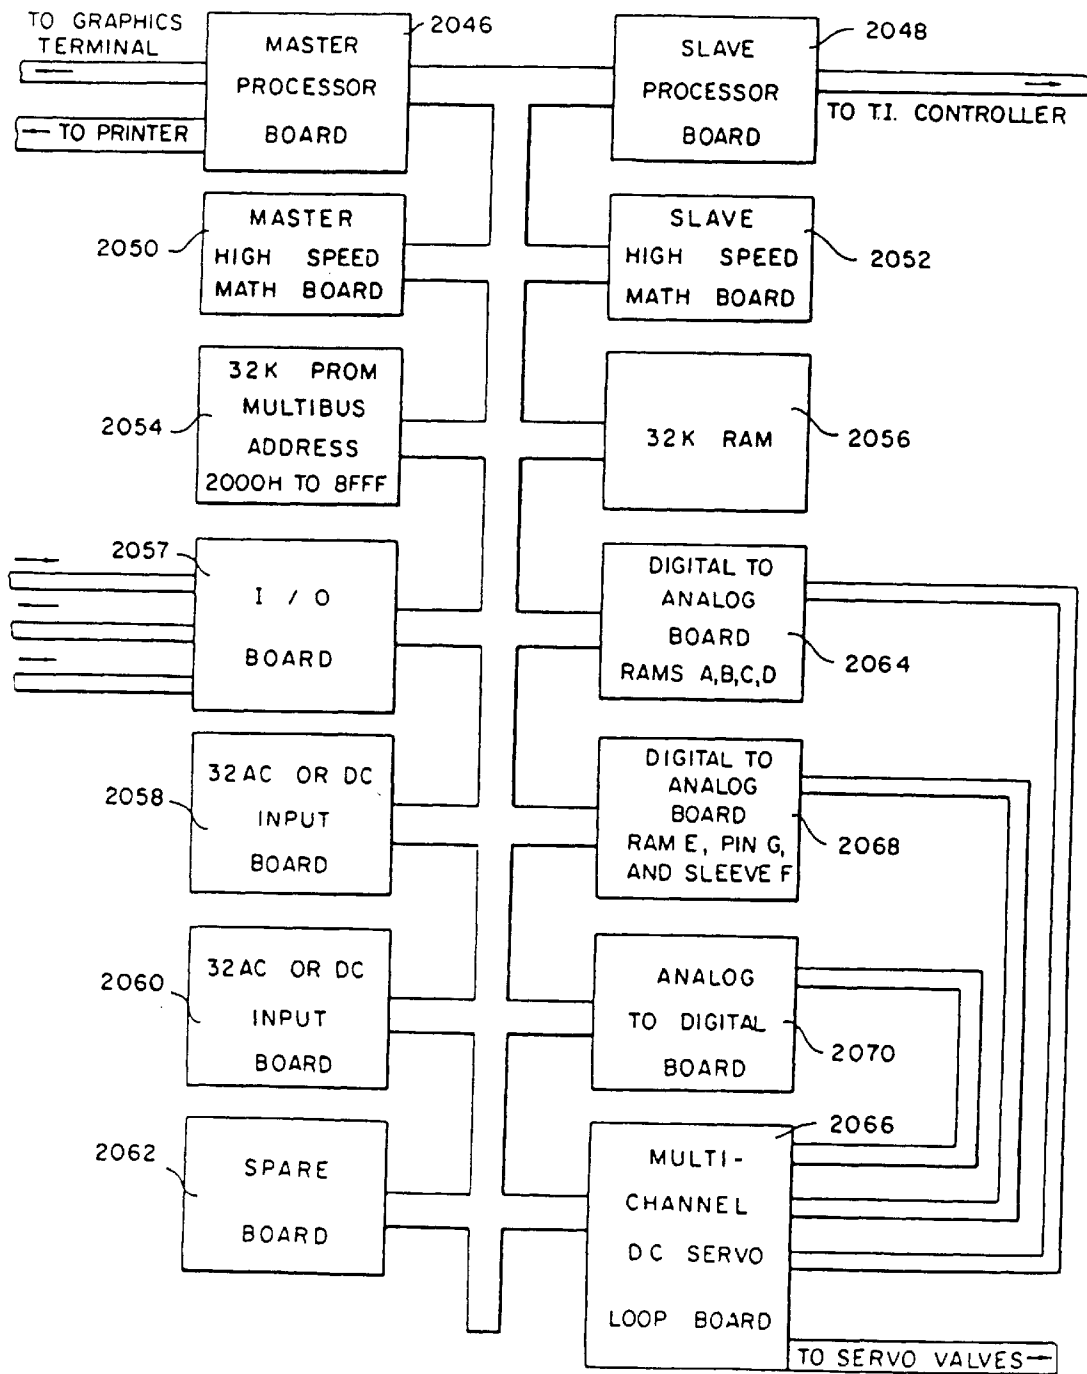 TO GRAPHICS
TERMINAL
← TO PRINTER
MASTER
PROCESSOR
BOARD
2046
SLAVE
PROCESSOR
BOARD
2048
TO T.I. CONTROLLER
2050
MASTER
HIGH SPEED
MATH BOARD
SLAVE
HIGH SPEED
MATH BOARD
2052
2054
32K PROM
MULTIBUS
ADDRESS
2000H TO 8FFF
32K RAM
2056
2057
I / O
BOARD
DIGITAL TO
ANALOG
BOARD
RAMS A,B,C,D
2064
2058
32AC OR DC
INPUT
BOARD
DIGITAL TO
ANALOG
BOARD
RAM E, PIN G,
AND SLEEVE F
2068
2060
32AC OR DC
INPUT
BOARD
ANALOG
TO DIGITAL
BOARD
2070
2062
SPARE
BOARD
2066
MULTI-
CHANNEL
DC SERVO
LOOP BOARD
TO SERVO VALVES→